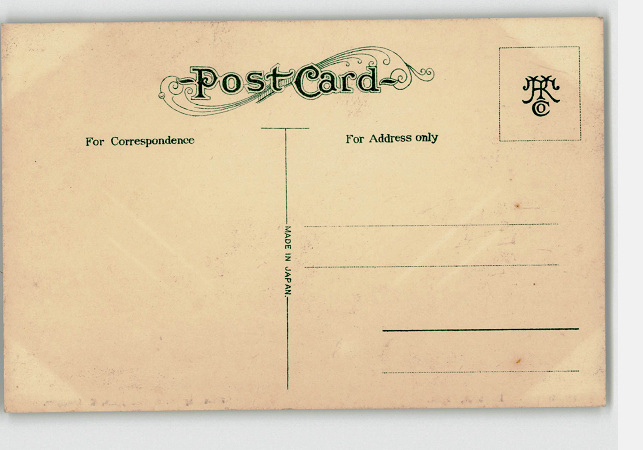 Post Card
For Correspondence
For Address only
MADE IN JAPAN.